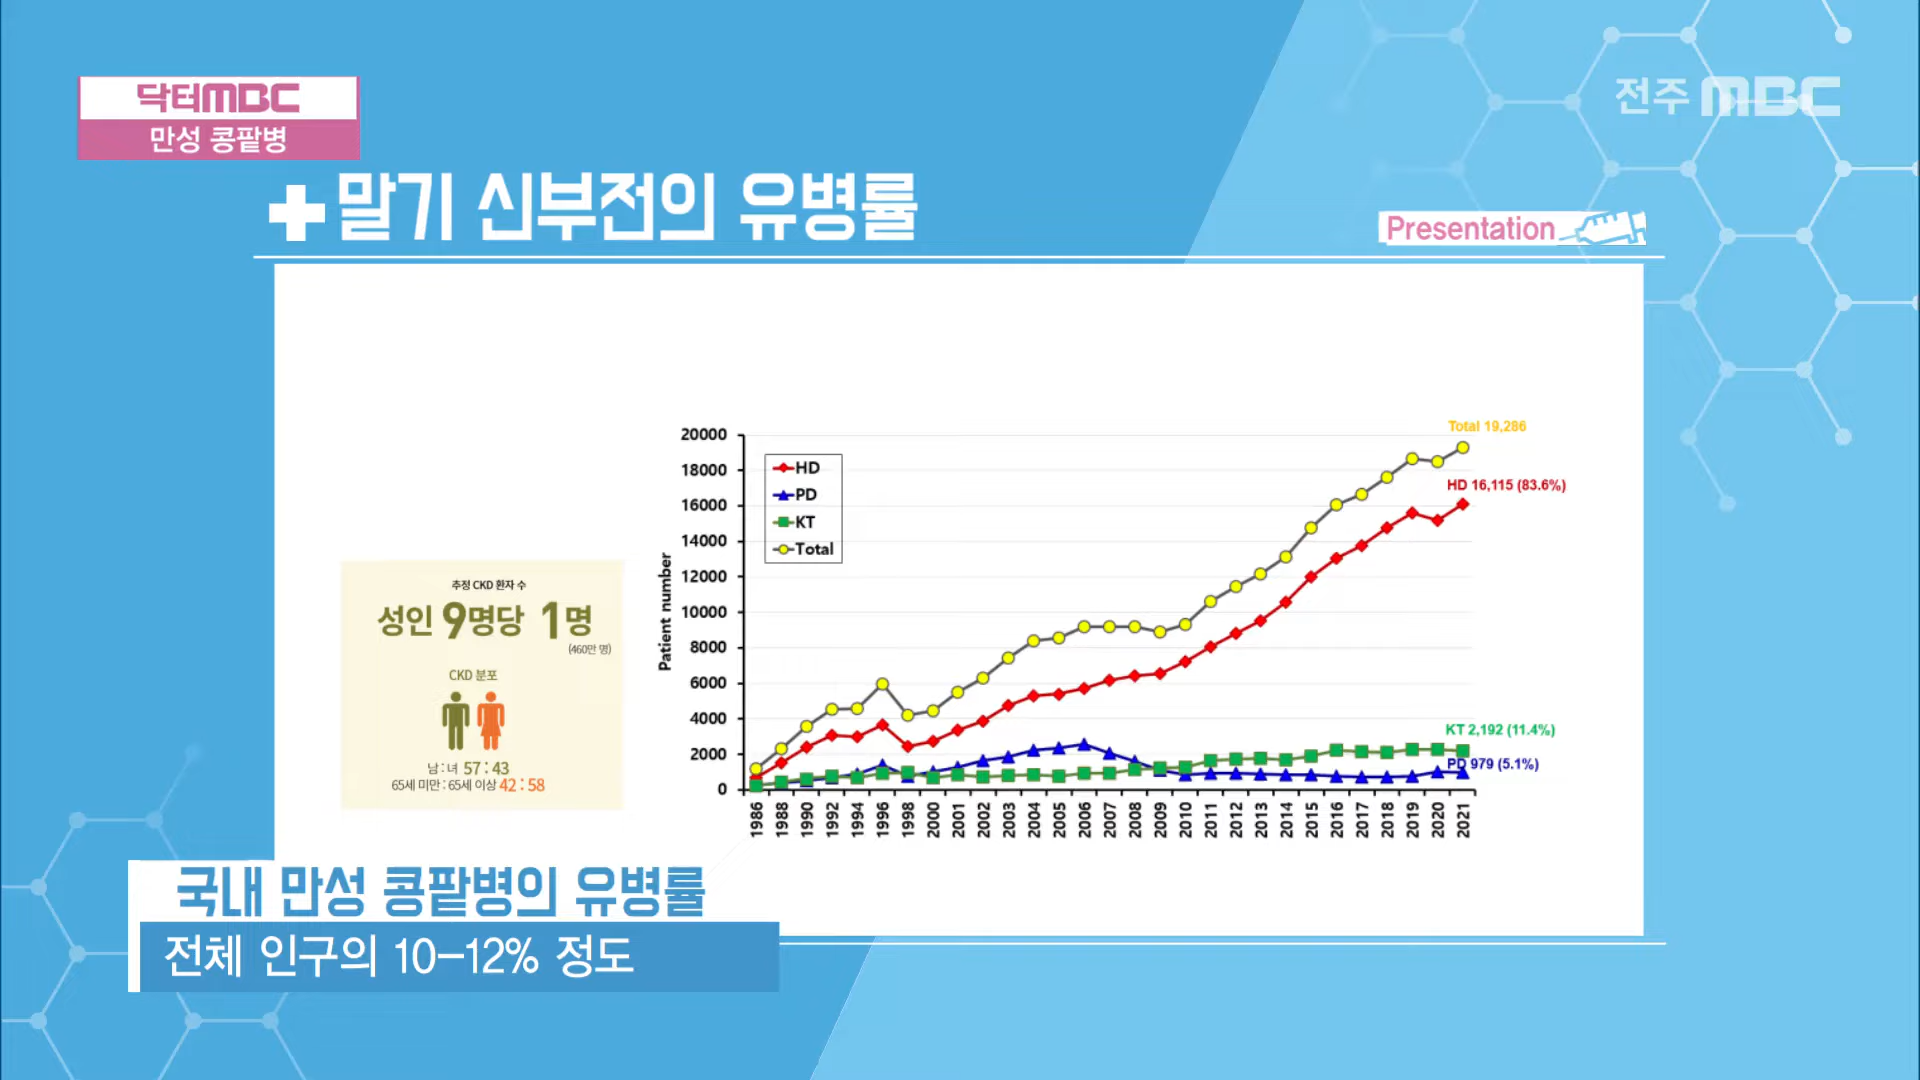 닥터MBC
만성 콩팥병
전주 MBC
말기 신부전의 유병률
Presentation
추정 CKD 환자 수
성인 9명당 1명
(460만 명)
CKD 분포
남 : 녀 57 : 43
65세 미만 : 65세 이상 42 : 58
Patient number
20000
18000
16000
14000
12000
10000
8000
6000
4000
2000
0
HD
PD
KT
Total
Total 19,286
HD 16,115 (83.6%)
KT 2,192 (11.4%)
PD 979 (5.1%)
1986 1988 1990 1992 1994 1996 1998 2000 2001 2002 2003 2004 2005 2006 2007 2008 2009 2010 2011 2012 2013 2014 2015 2016 2017 2018 2019 2020 2021
국내 만성 콩팥병의 유병률
전체 인구의 10-12% 정도